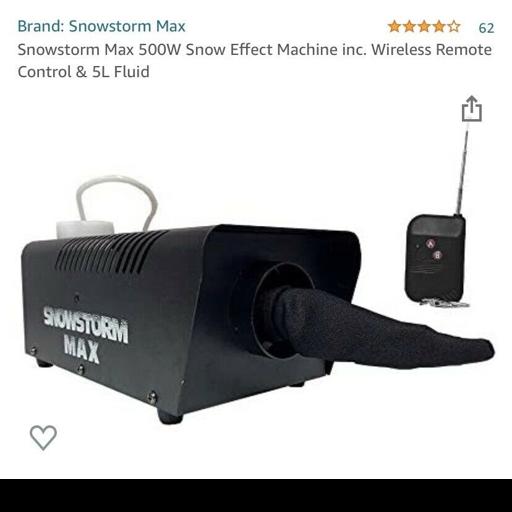 Brand: Snowstorm Max
62
Snowstorm Max 500W Snow Effect Machine inc. Wireless Remote
Control & 5L Fluid
A
B
SNOWSTORM
MAX